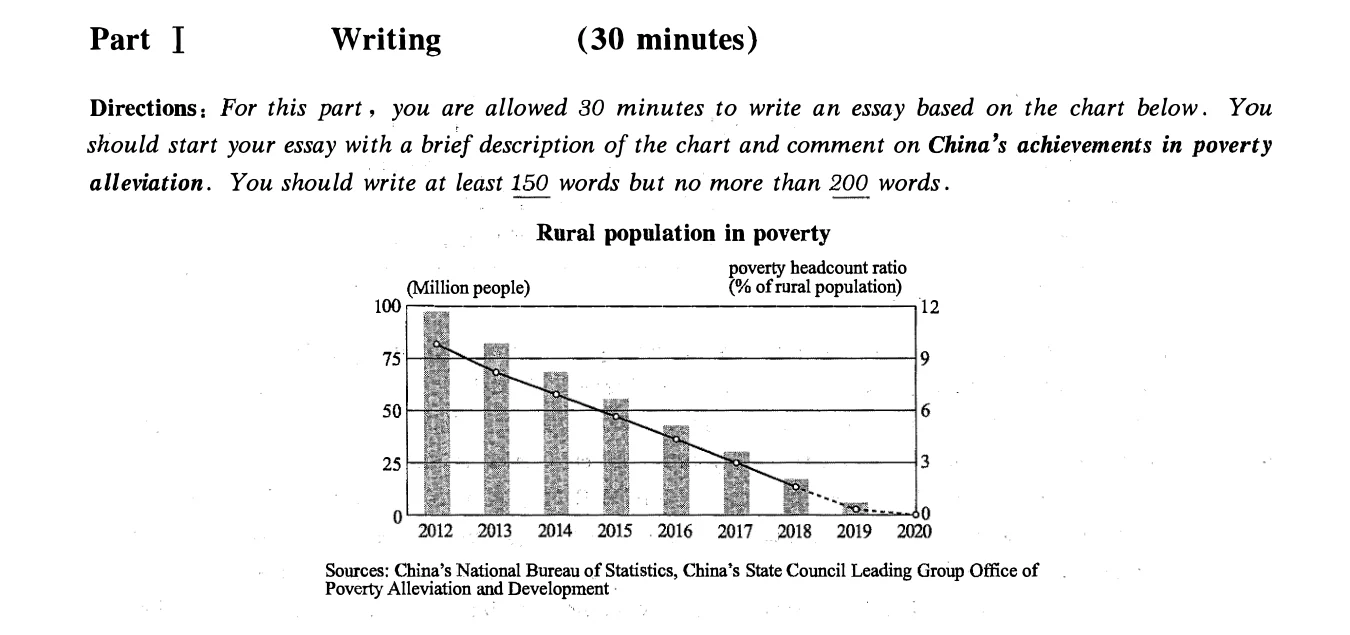 Part Ⅰ Writing (30 minutes)
Directions: For this part, you are allowed 30 minutes to write an essay based on the chart below. You
should start your essay with a brief description of the chart and comment on China's achievements in poverty
alleviation. You should write at least 150 words but no more than 200 words.
Rural population in poverty
poverty headcount ratio
(Million people) (% of rural population)
100 12
75 9
50 6
25 3
0 0
2012 2013 2014 2015 2016 2017 2018 2019 2020
Sources: China's National Bureau of Statistics, China's State Council Leading Group Office of
Poverty Alleviation and Development